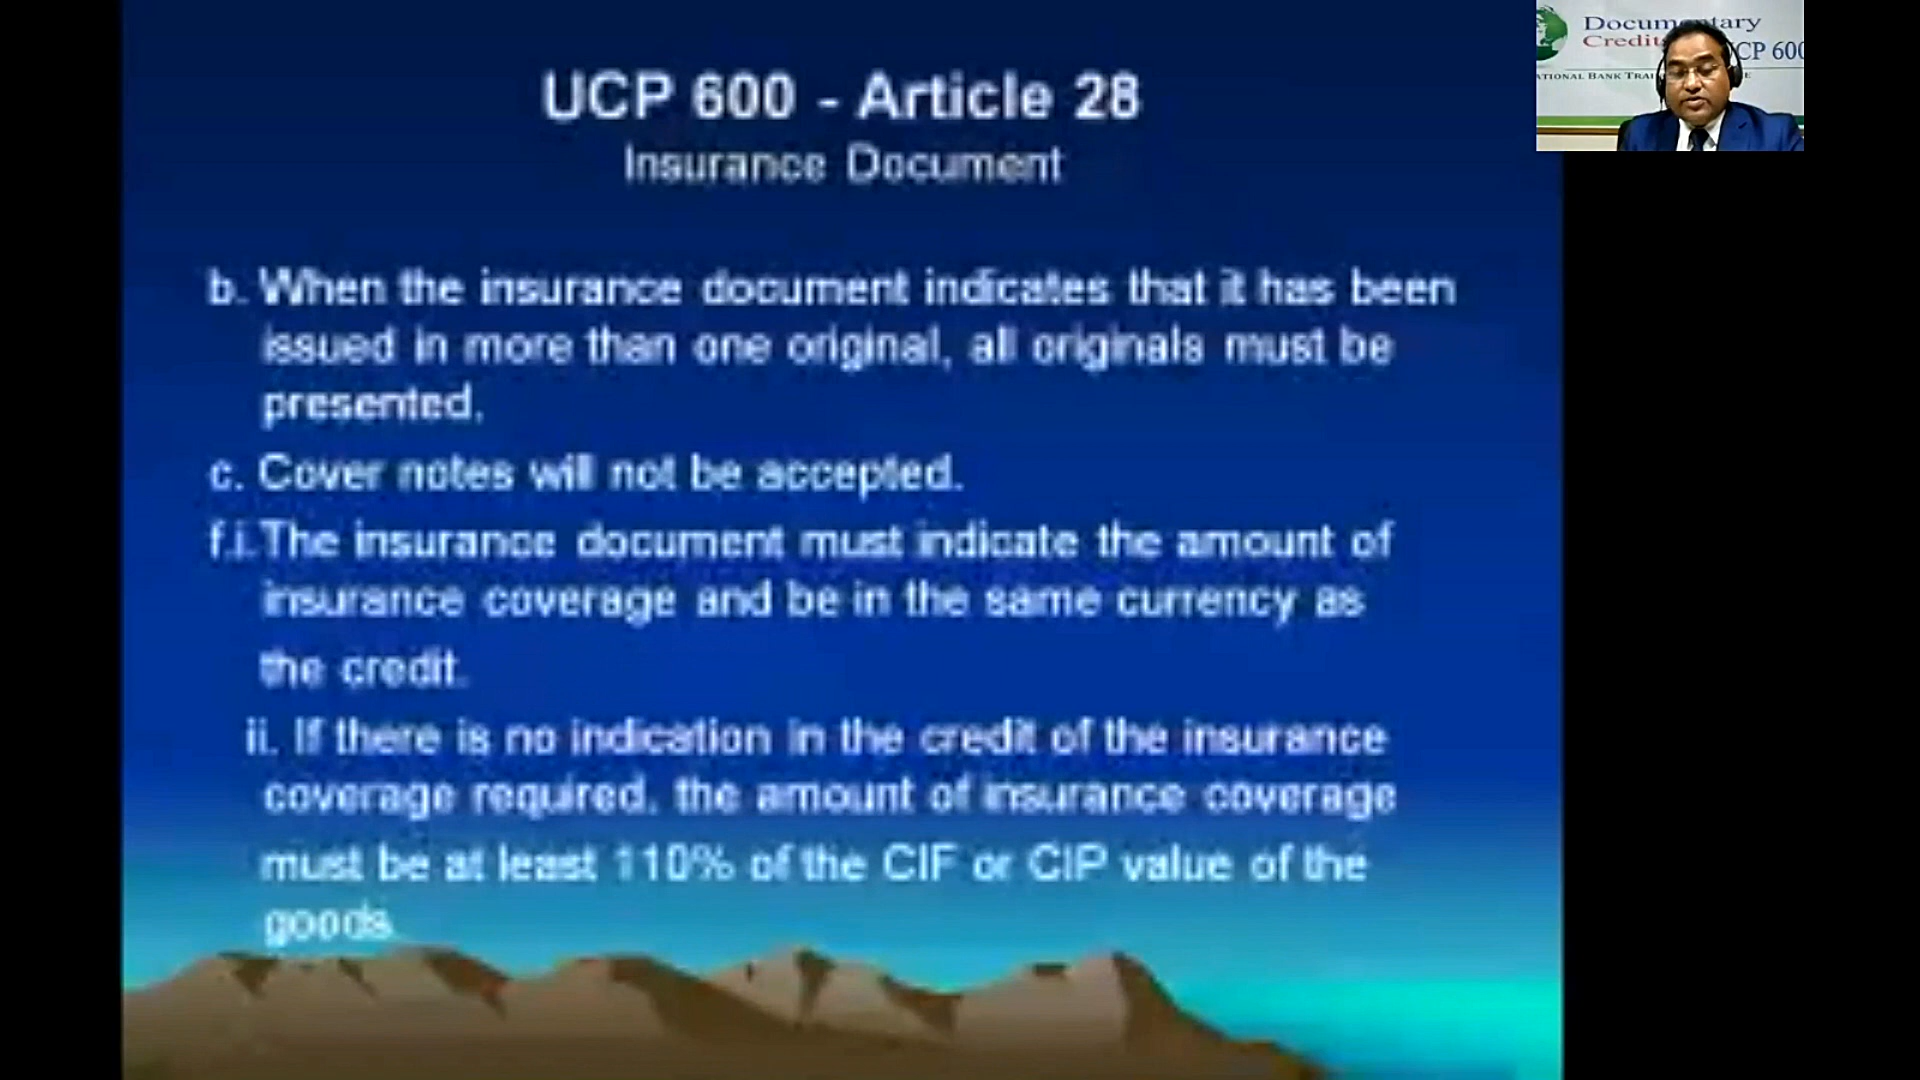 UCP 600 - Article 28
Insurance Document
b. When the insurance document indicates that it has been
issued in more than one original, all originals must be
presented.
c. Cover notes will not be accepted.
f.i. The insurance document must indicate the amount of
insurance coverage and be in the same currency as
the credit.
ii. If there is no indication in the credit of the insurance
coverage required, the amount of insurance coverage
must be at least 110% of the CIF or CIP value of the
goods.
Documentary
Credit
UCP 600
Bank